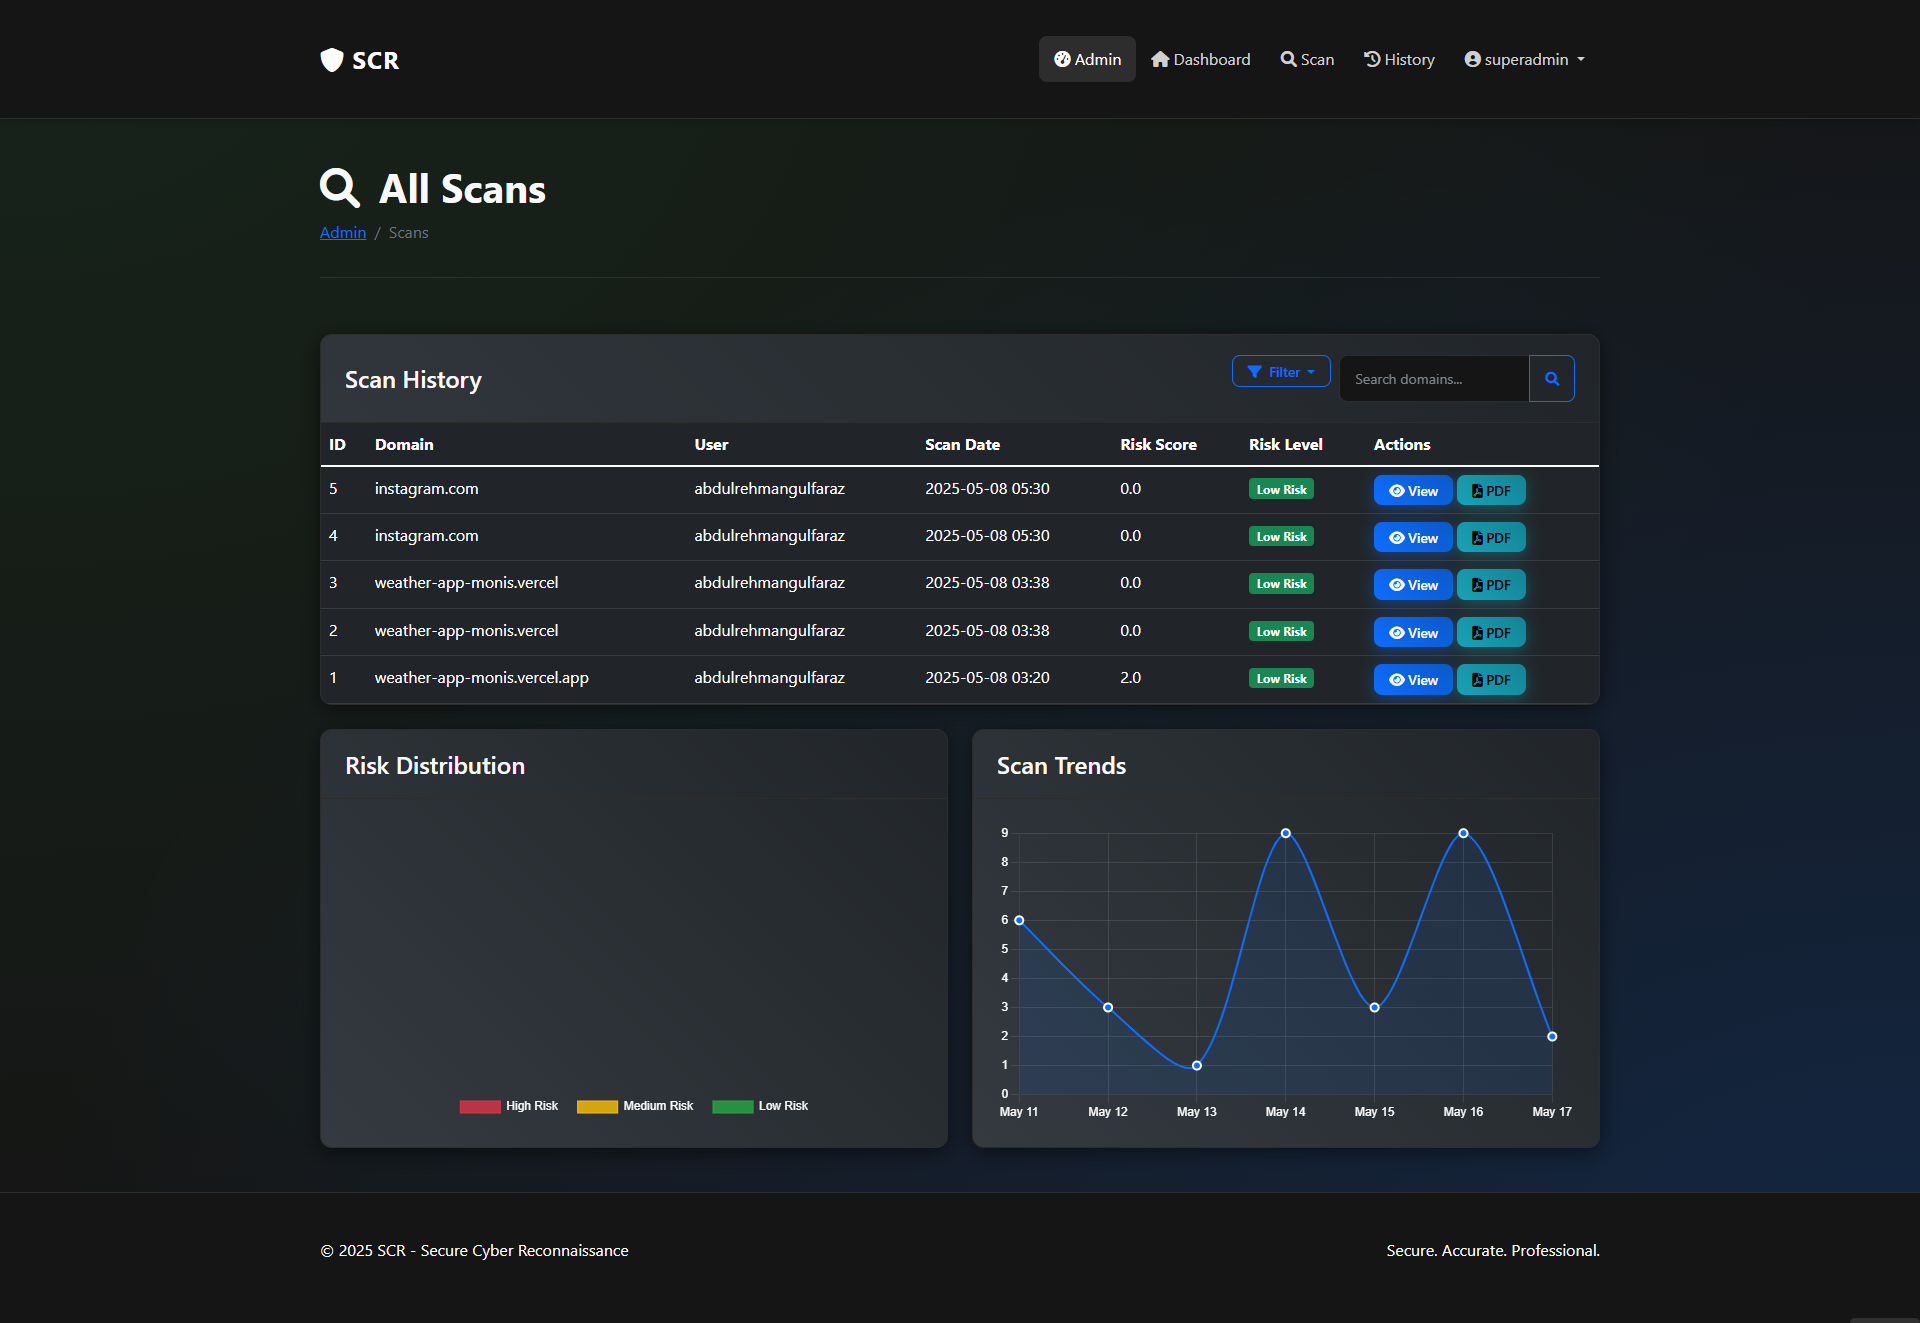 SCR
Admin Dashboard Scan History superadmin
All Scans
Admin / Scans
Scan History
Filter Search domains...
ID Domain User Scan Date Risk Score Risk Level Actions
5 instagram.com abdulrehmangulfaraz 2025-05-08 05:30 0.0 Low Risk View PDF
4 instagram.com abdulrehmangulfaraz 2025-05-08 05:30 0.0 Low Risk View PDF
3 weather-app-monis.vercel abdulrehmangulfaraz 2025-05-08 03:38 0.0 Low Risk View PDF
2 weather-app-monis.vercel abdulrehmangulfaraz 2025-05-08 03:38 0.0 Low Risk View PDF
1 weather-app-monis.vercel.app abdulrehmangulfaraz 2025-05-08 03:20 2.0 Low Risk View PDF
Risk Distribution
High Risk Medium Risk Low Risk
Scan Trends
9
8
7
6
5
4
3
2
1
0
May 11 May 12 May 13 May 14 May 15 May 16 May 17
© 2025 SCR - Secure Cyber Reconnaissance
Secure. Accurate. Professional.